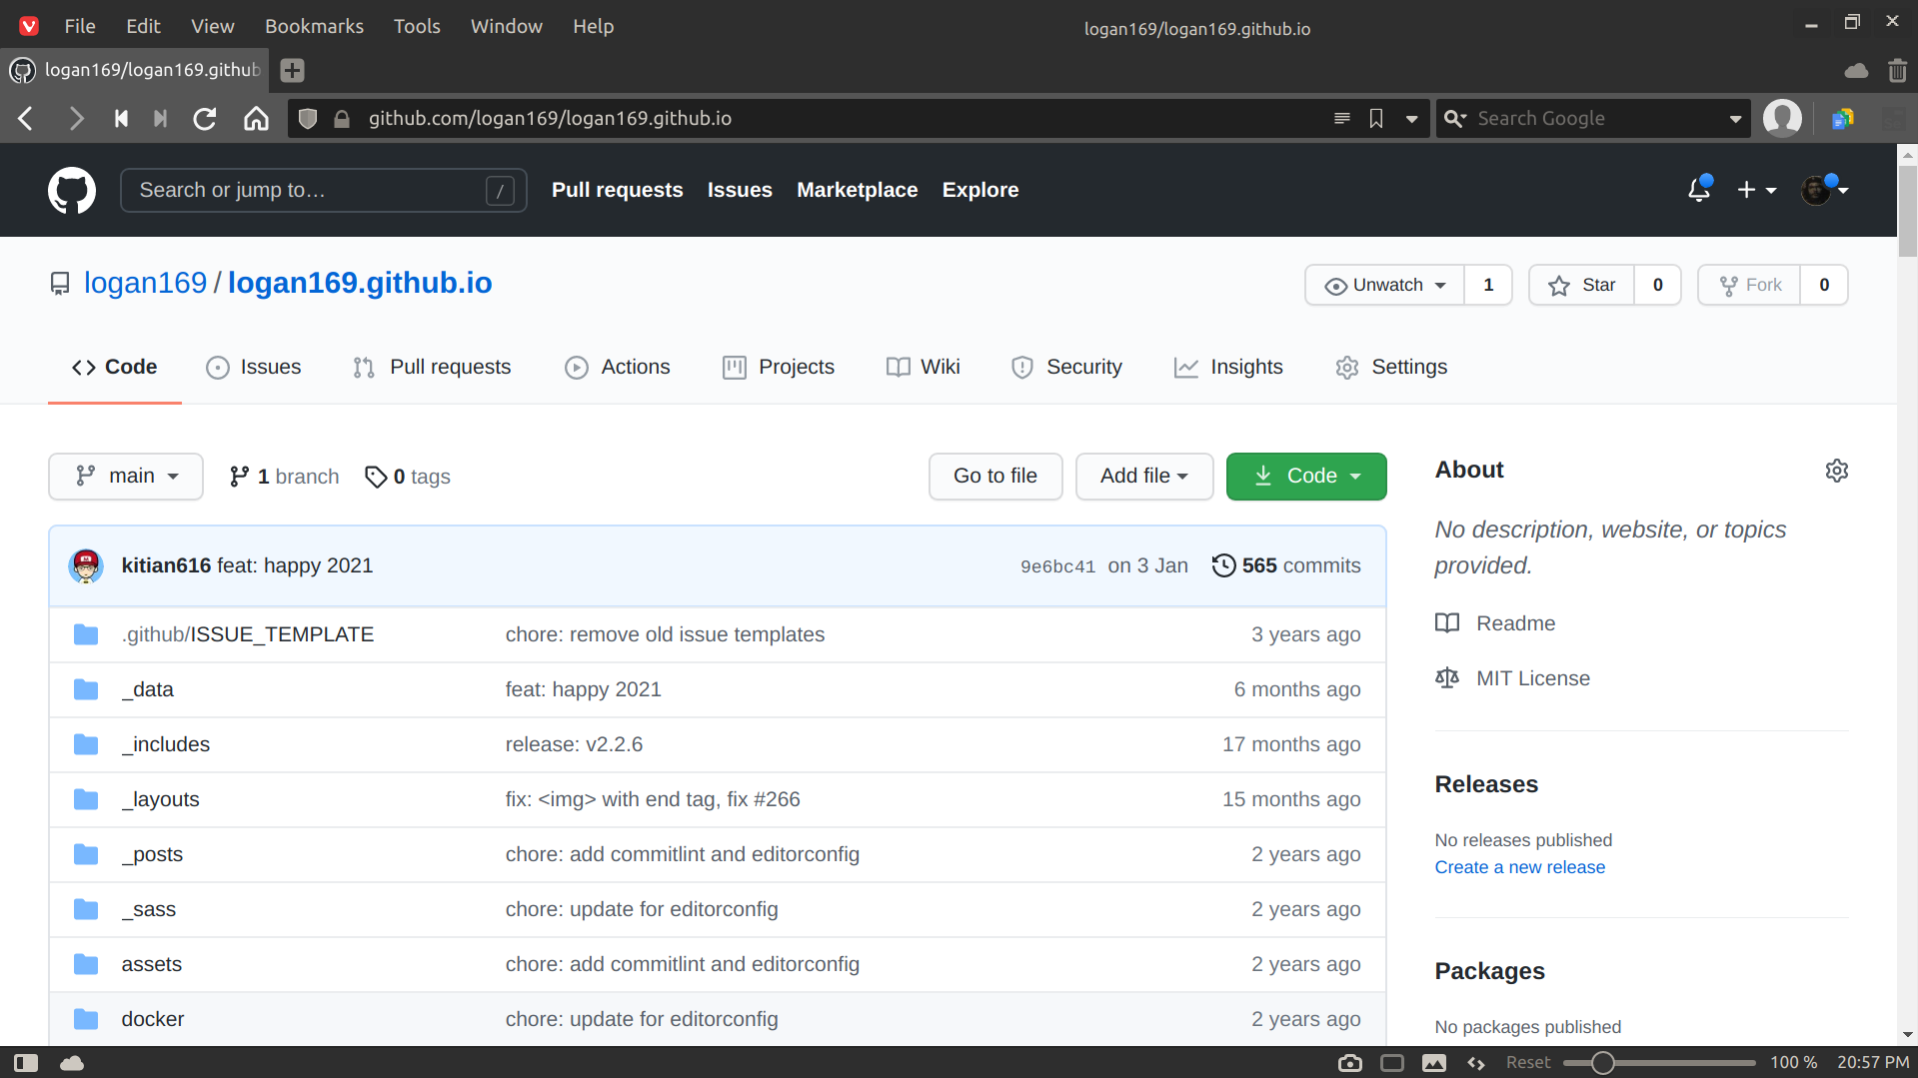 File Edit View Bookmarks Tools Window Help logan169/logan169.github.io
logan169/logan169.github
github.com/logan169/logan169.github.io Search Google
Search or jump to… / Pull requests Issues Marketplace Explore
logan169 / logan169.github.io Unwatch 1 Star 0 Fork 0
Code Issues Pull requests Actions Projects Wiki Security Insights Settings
main 1 branch 0 tags Go to file Add file Code
About
No description, website, or topics
provided.
kitian616 feat: happy 2021 9e6bc41 on 3 Jan 565 commits
.github/ISSUE_TEMPLATE chore: remove old issue templates 3 years ago
Readme
_data feat: happy 2021 6 months ago
MIT License
_includes release: v2.2.6 17 months ago
Releases
_layouts fix: <img> with end tag, fix #266 15 months ago
No releases published
_posts chore: add commitlint and editorconfig 2 years ago
Create a new release
_sass chore: update for editorconfig 2 years ago
assets chore: add commitlint and editorconfig 2 years ago
Packages
docker chore: update for editorconfig 2 years ago
No packages published
Reset 100 % 20:57 PM